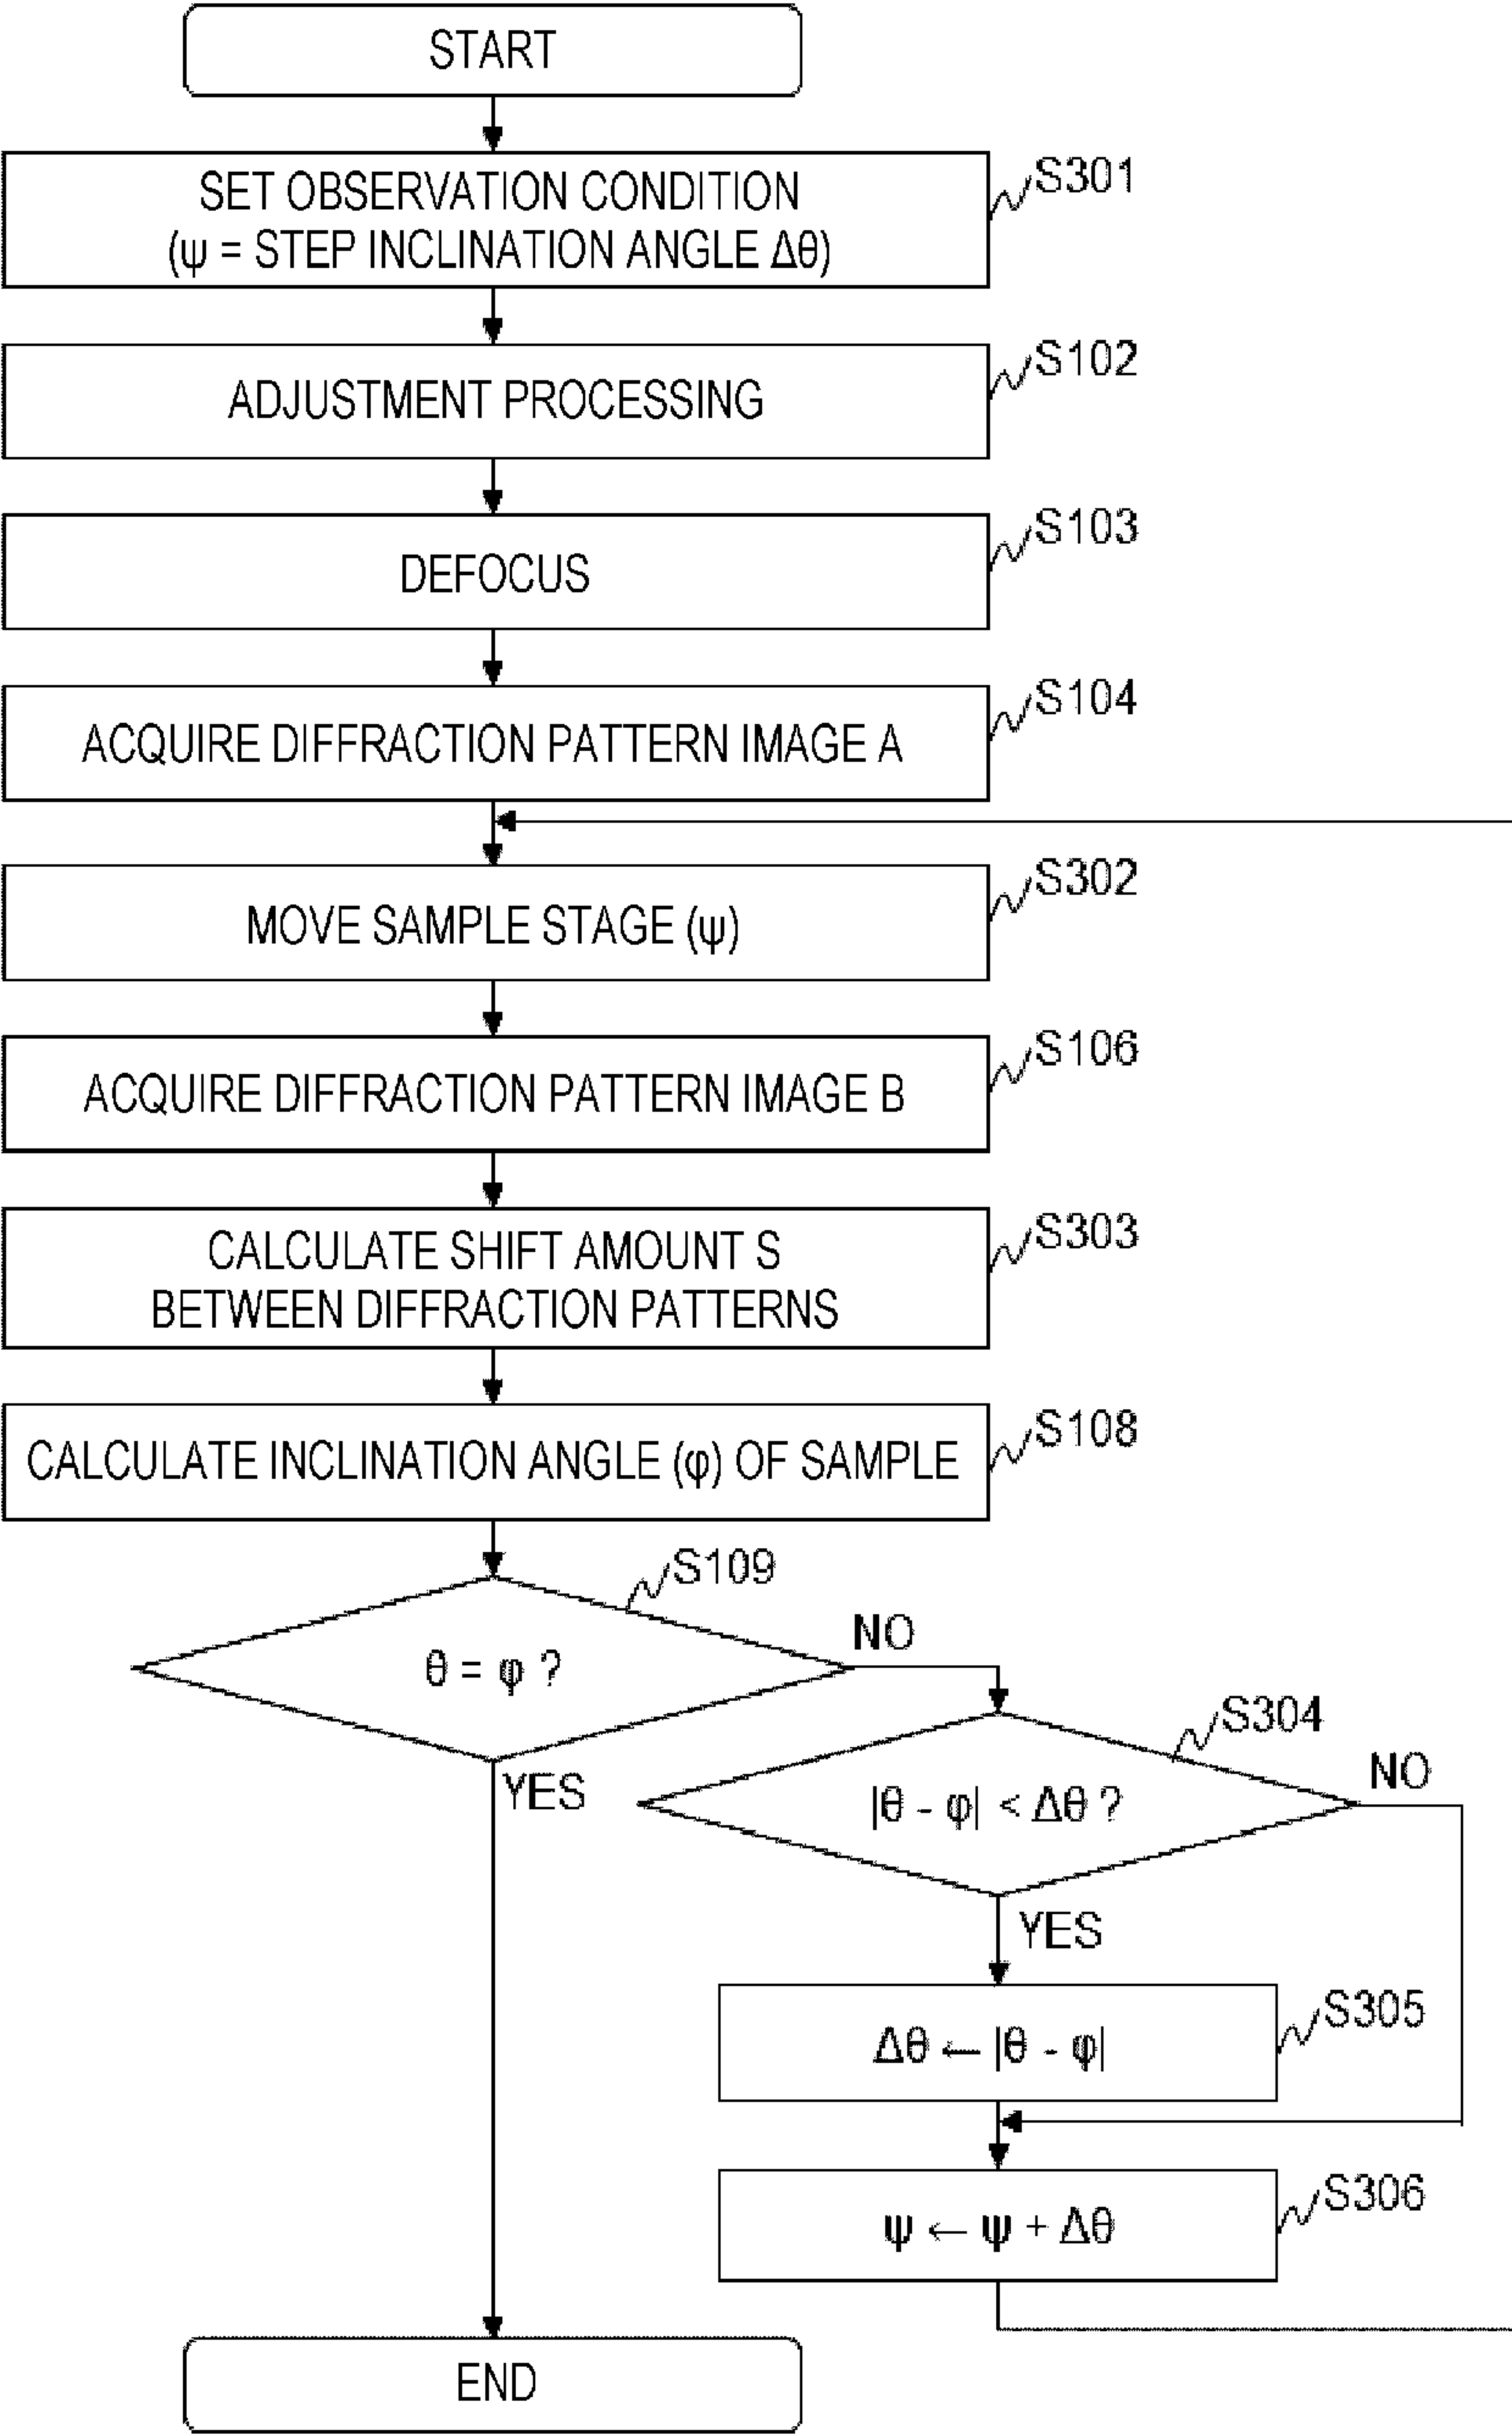 START
SET OBSERVATION CONDITION
(ψ = STEP INCLINATION ANGLE Δθ)
S301
ADJUSTMENT PROCESSING
S102
DEFOCUS
S103
ACQUIRE DIFFRACTION PATTERN IMAGE A
S104
MOVE SAMPLE STAGE (ψ)
S302
ACQUIRE DIFFRACTION PATTERN IMAGE B
S106
CALCULATE SHIFT AMOUNT S
BETWEEN DIFFRACTION PATTERNS
S303
CALCULATE INCLINATION ANGLE (φ) OF SAMPLE
S108
θ = φ ?
S109
NO
YES
|θ - φ| < Δθ ?
S304
NO
YES
Δθ ← |θ - φ|
S305
ψ ← ψ + Δθ
S306
END